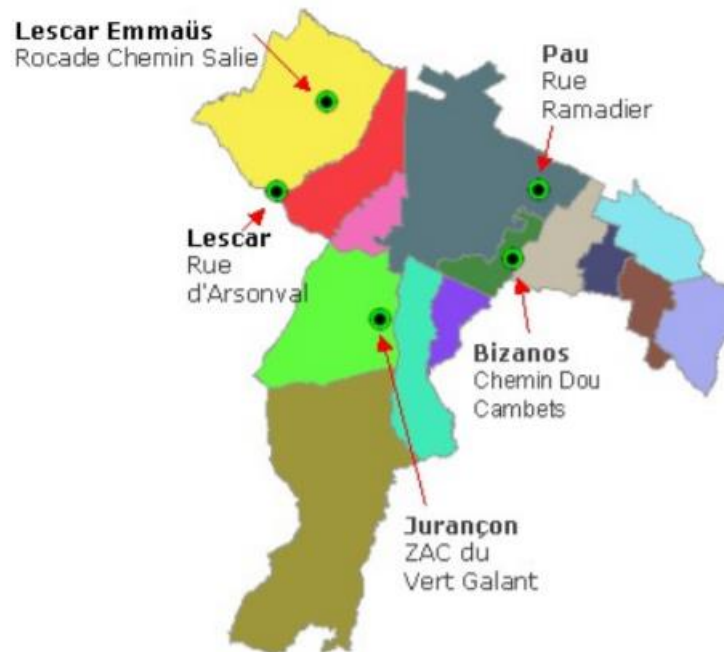 Lescar Emmaüs
Rocade Chemin Salie
Pau
Rue
Ramadier
Lescar
Rue
d'Arsonval
Bizanos
Chemin Dou
Cambets
Jurançon
ZAC du
Vert Galant